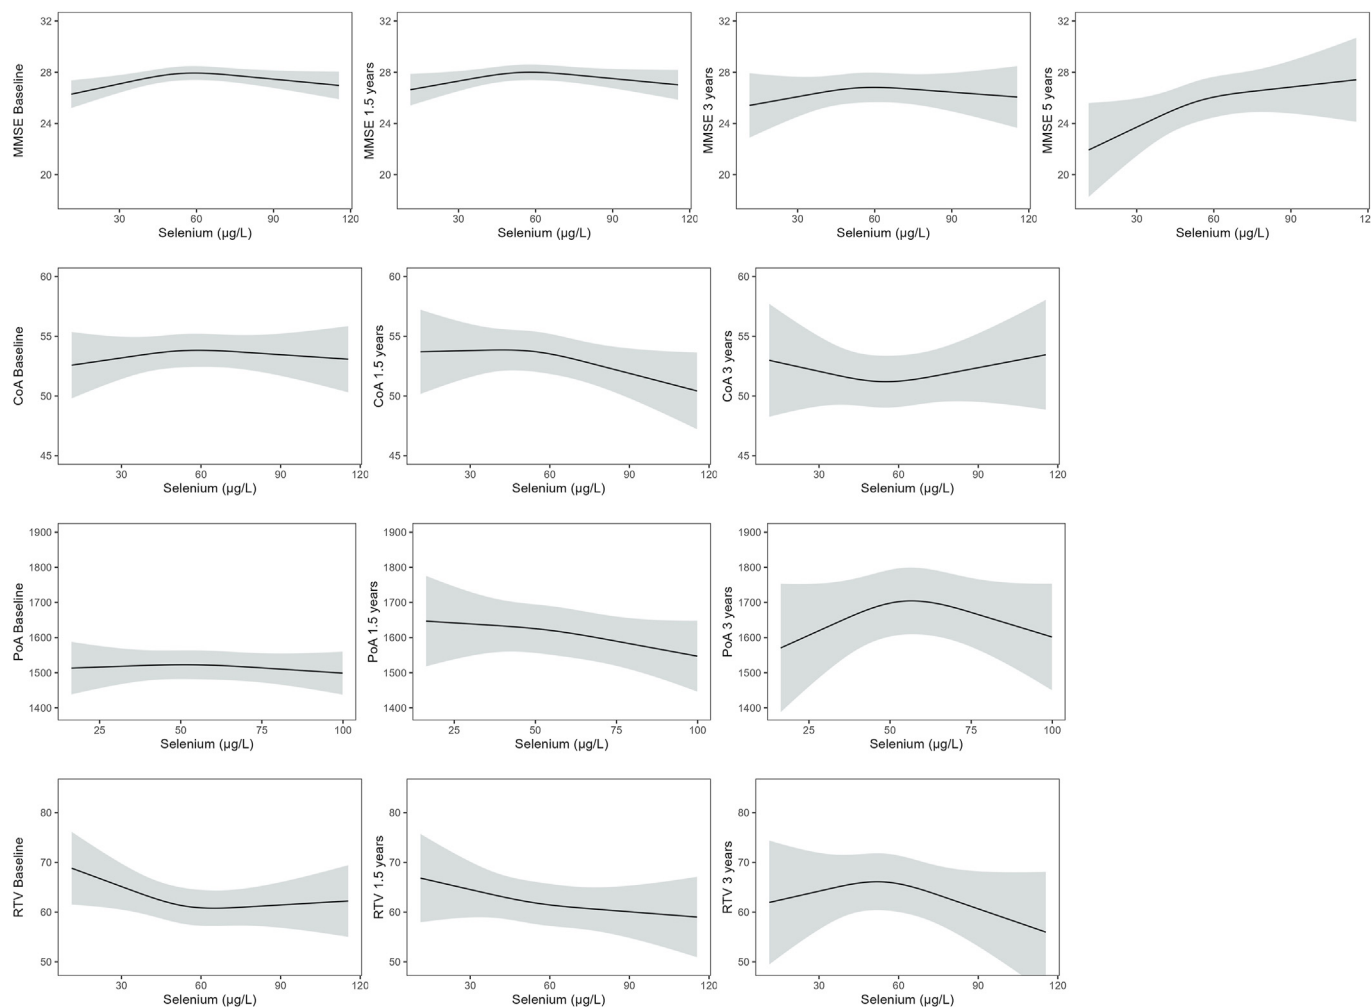 MMSE Baseline
32
28
24
20
30 60 90 120
Selenium (µg/L)
MMSE 1.5 years
32
28
24
20
30 60 90 120
Selenium (µg/L)
MMSE 3 years
32
28
24
20
30 60 90 120
Selenium (µg/L)
MMSE 5 years
32
28
24
20
30 60 90 12
Selenium (µg/L)
CoA Baseline
60
55
50
45
30 60 90 120
Selenium (µg/L)
CoA 1.5 years
60
55
50
45
30 60 90 120
Selenium (µg/L)
CoA 3 years
60
55
50
45
30 60 90 120
Selenium (µg/L)
PoA Baseline
1900
1800
1700
1600
1500
1400
25 50 75 100
Selenium (µg/L)
PoA 1.5 years
1900
1800
1700
1600
1500
1400
25 50 75 100
Selenium (µg/L)
PoA 3 years
1900
1800
1700
1600
1500
1400
25 50 75 100
Selenium (µg/L)
RTV Baseline
80
70
60
50
30 60 90 120
Selenium (µg/L)
RTV 1.5 years
80
70
60
50
30 60 90 120
Selenium (µg/L)
RTV 3 years
80
70
60
50
30 60 90 120
Selenium (µg/L)